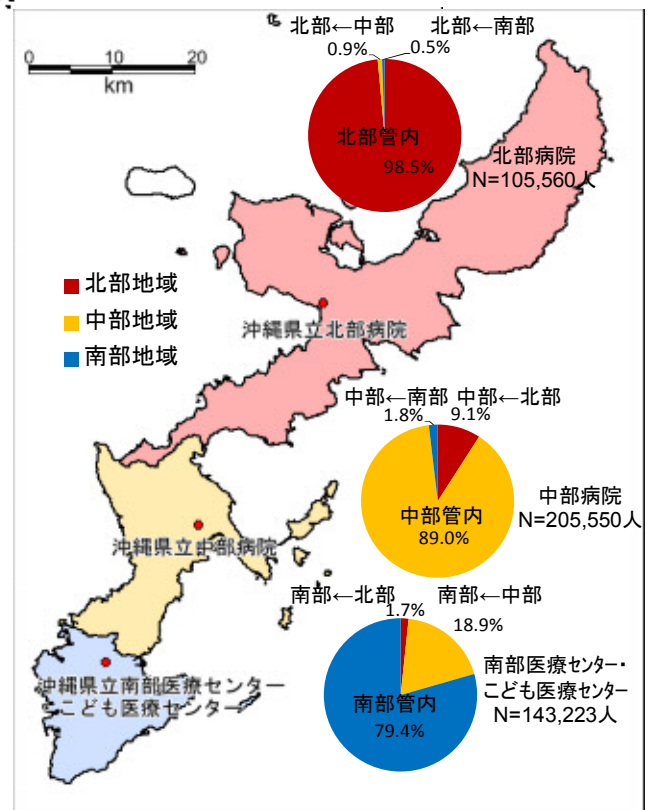 0 10 20
km
北部←中部 北部←南部
0.9% 0.5%
北部管内
98.5%
北部病院
N=105,560人
北部地域
中部地域
南部地域
沖縄県立北部病院
中部←南部 中部←北部
1.8% 9.1%
中部管内
89.0%
中部病院
N=205,550人
沖縄県立中部病院
南部←北部 南部←中部
1.7% 18.9%
南部管内
79.4%
南部医療センター・
こども医療センター
N=143,223人
沖縄県立南部医療センター
こども医療センター